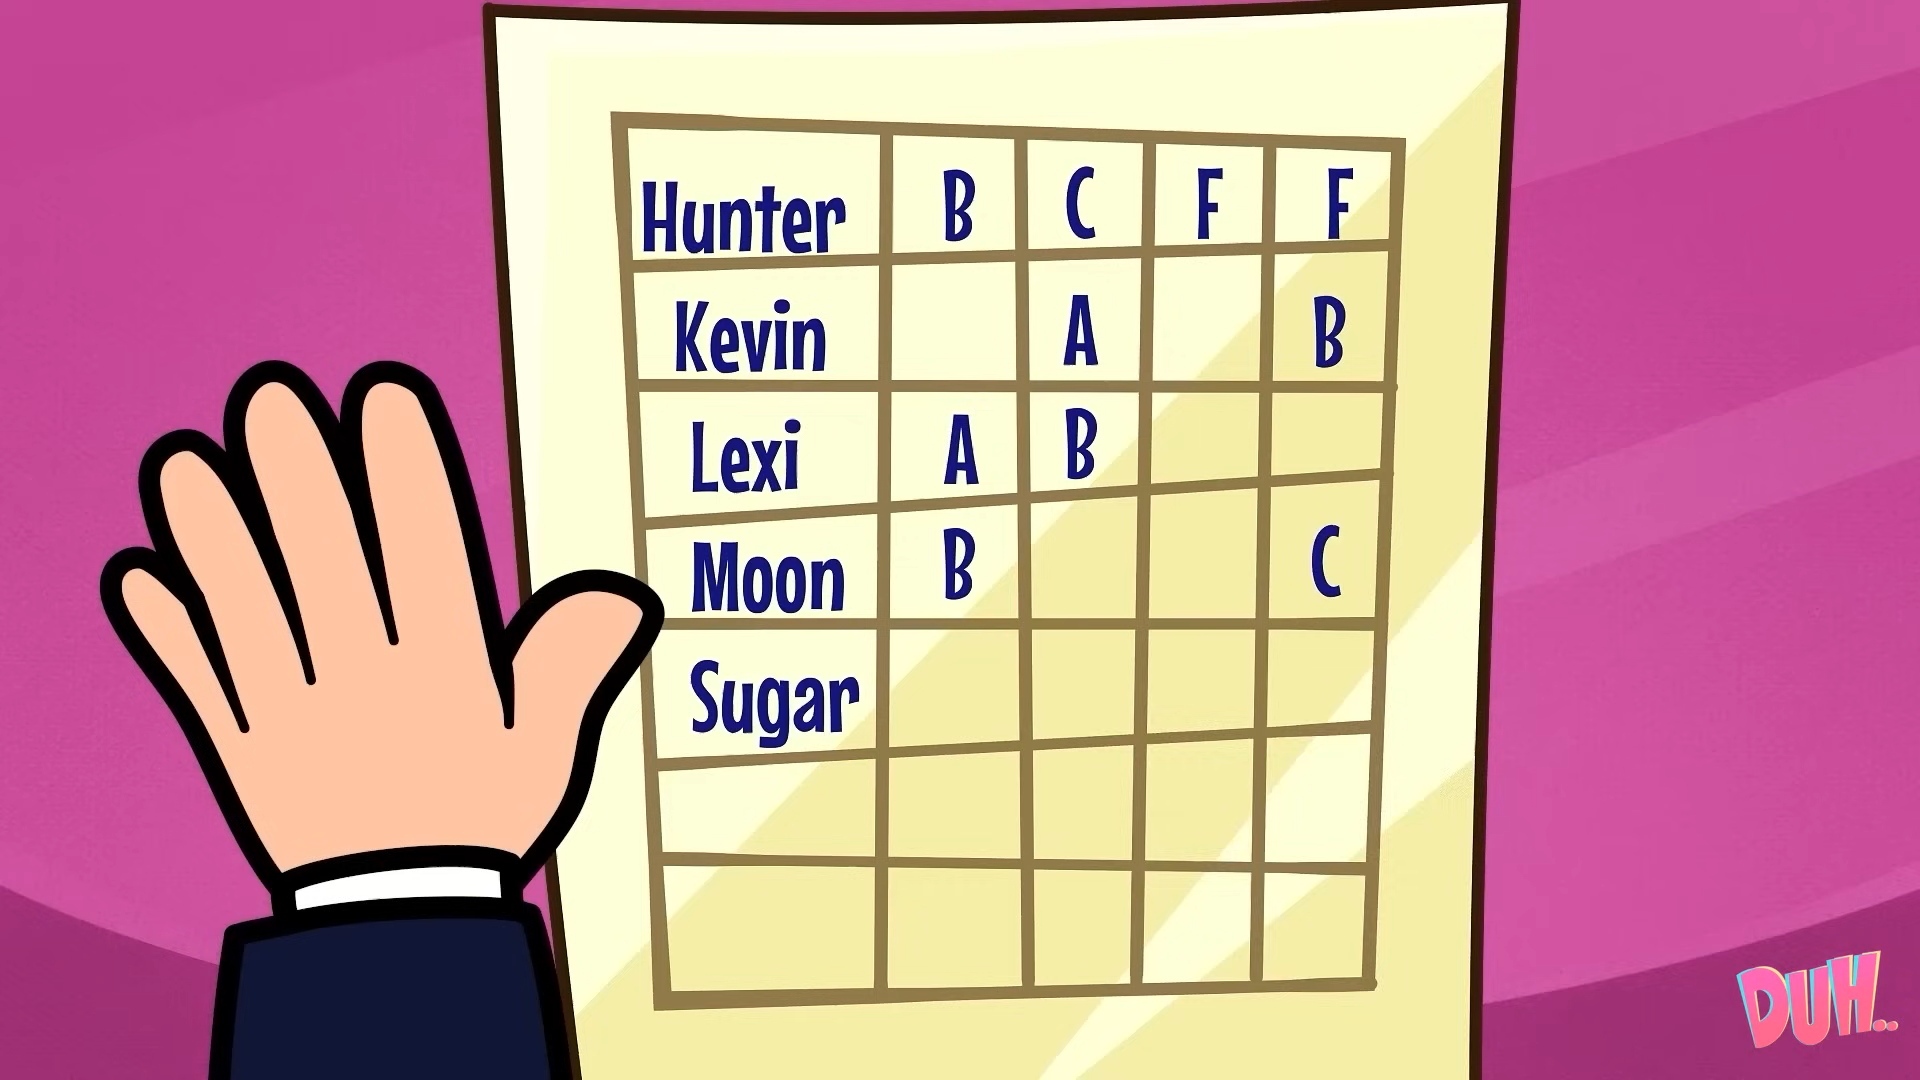 Hunter B C F F
Kevin A B
Lexi A B
Moon B C
Sugar
DUH..